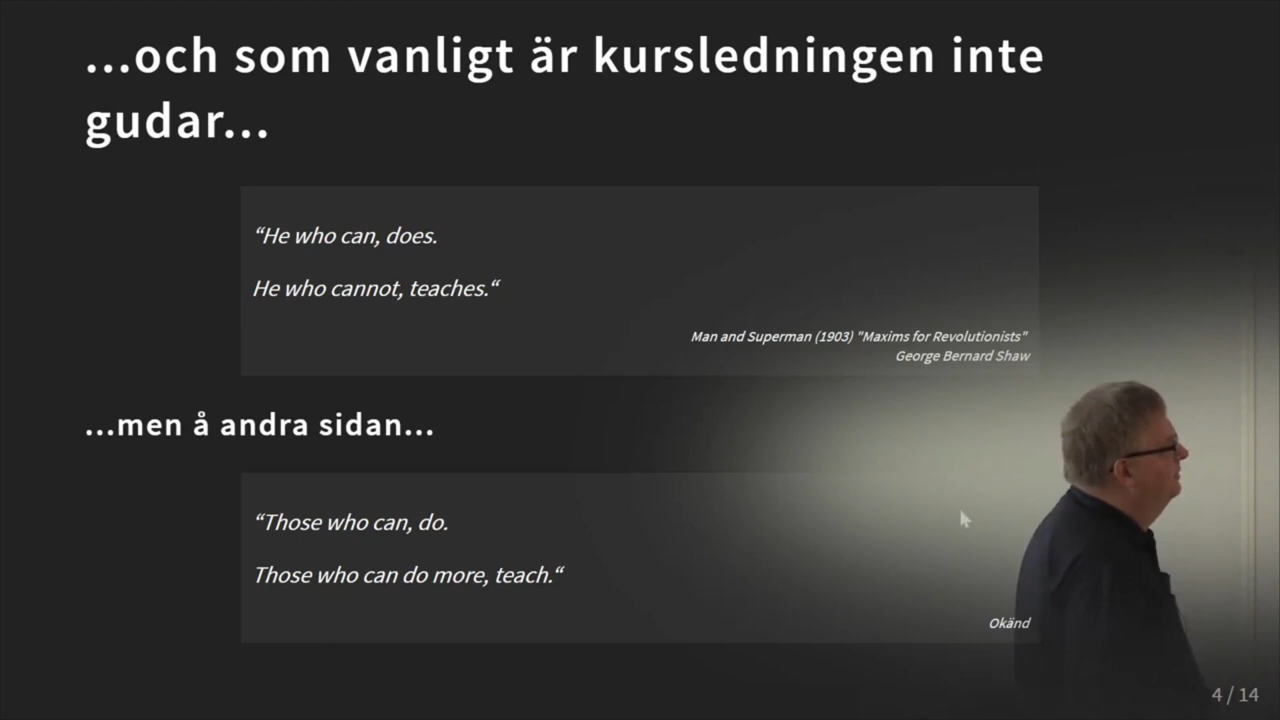 ...och som vanligt är kursledningen inte
gudar...
“He who can, does.
He who cannot, teaches.“
Man and Superman (1903) "Maxims for Revolutionists"
George Bernard Shaw
...men å andra sidan...
“Those who can, do.
Those who can do more, teach.“
Okänd
4 / 14